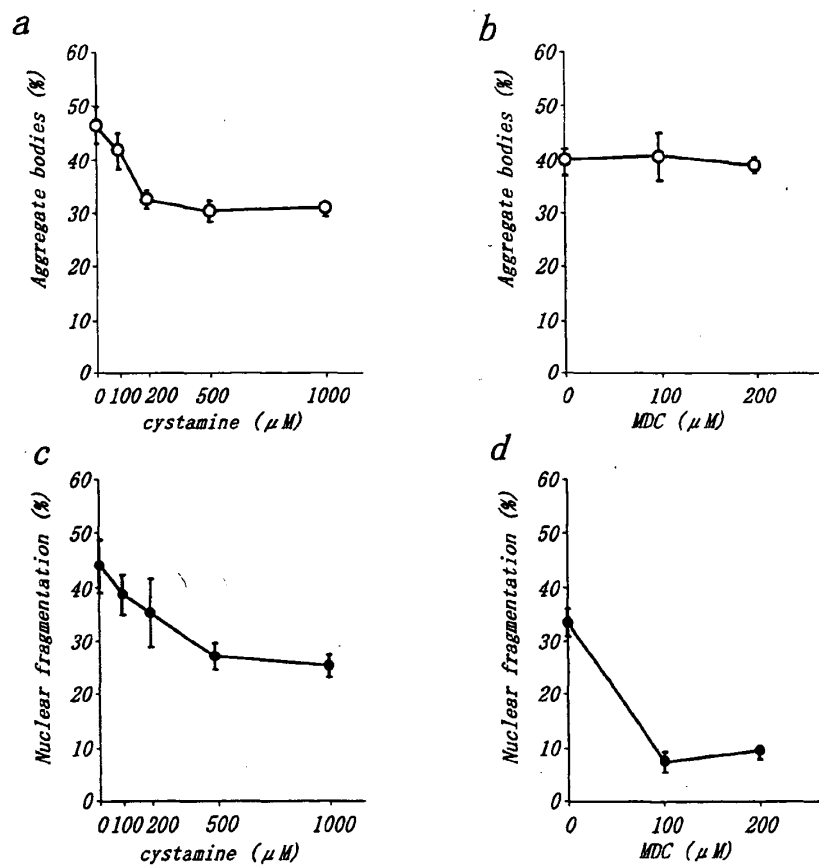 a
Aggregate bodies (%)
60
50
40
30
20
10
0
0 100 200 500 1000
cystamine (μM)
b
Aggregate bodies (%)
60
50
40
30
20
10
0
0 100 200
MDC (μM)
c
Nuclear fragmentation (%)
60
50
40
30
20
10
0
0 100 200 500 1000
cystamine (μM)
d
Nuclear fragmentation (%)
60
50
40
30
20
10
0
0 100 200
MDC (μM)